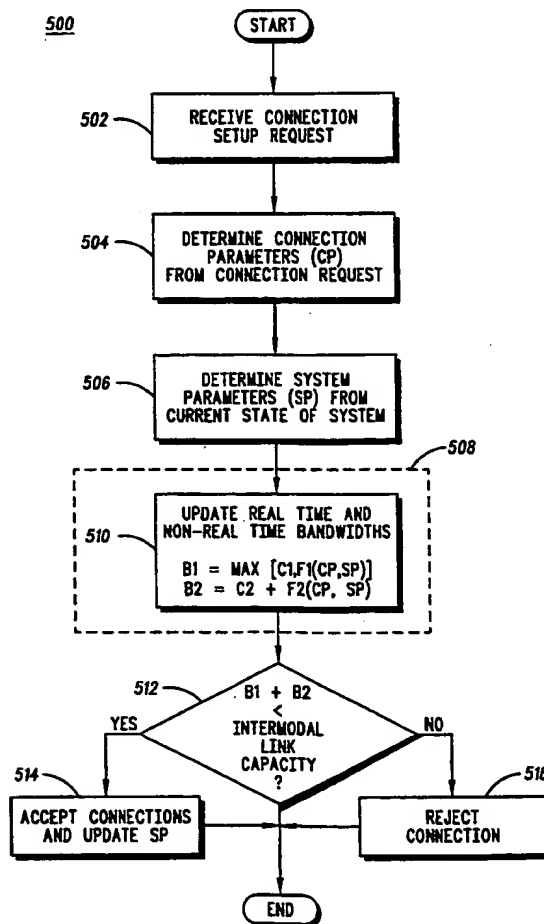 500
START
502
RECEIVE CONNECTION
SETUP REQUEST
504
DETERMINE CONNECTION
PARAMETERS (CP)
FROM CONNECTION REQUEST
506
DETERMINE SYSTEM
PARAMETERS (SP) FROM
CURRENT STATE OF SYSTEM
508
510
UPDATE REAL TIME AND
NON-REAL TIME BANDWIDTHS
B1 = MAX [C1,F1(CP,SP)]
B2 = C2 + F2(CP, SP)
512
B1 + B2
<
INTERMODAL
LINK
CAPACITY
?
YES
NO
514
ACCEPT CONNECTIONS
AND UPDATE SP
516
REJECT
CONNECTION
END